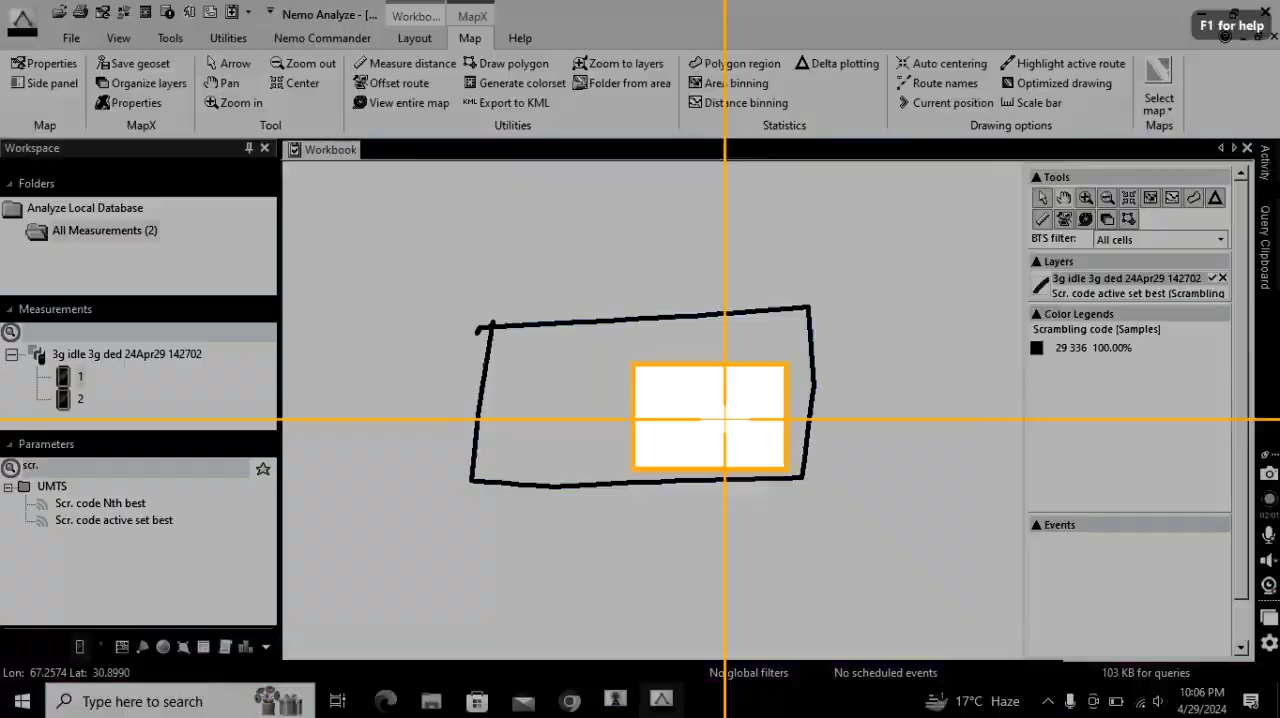 Nemo Analyze - [...
Workbo...
MapX
F1 for help
File
View
Tools
Utilities
Nemo Commander
Layout
Map
Help
Properties
Save geoset
Arrow
Zoom out
Measure distance
Draw polygon
Zoom to layers
Polygon region
Delta plotting
Auto centering
Highlight active route
Side panel
Organize layers
Pan
Center
Offset route
Generate colorset
Folder from area
Area binning
Route names
Optimized drawing
Properties
Zoom in
View entire map
KML Export to KML
Distance binning
Current position
Scale bar
Select map
Map
MapX
Tool
Utilities
Statistics
Drawing options
Maps
Workspace
Workbook
Activity
Query Clipboard
Folders
Analyze Local Database
All Measurements (2)
Measurements
3g idle 3g ded 24Apr29 142702
1
2
Parameters
scr.
UMTS
Scr. code Nth best
Scr. code active set best
Tools
BTS filter:
All cells
Layers
3g idle 3g ded 24Apr29 142702
Scr. code active set best (Scrambling
Color Legends
Scrambling code [Samples]
29 336 100.00%
Events
02:01
Lon: 67.2574 Lat: 30.8990
No global filters
No scheduled events
103 KB for queries
Type here to search
17°C Haze
10:06 PM
4/29/2024